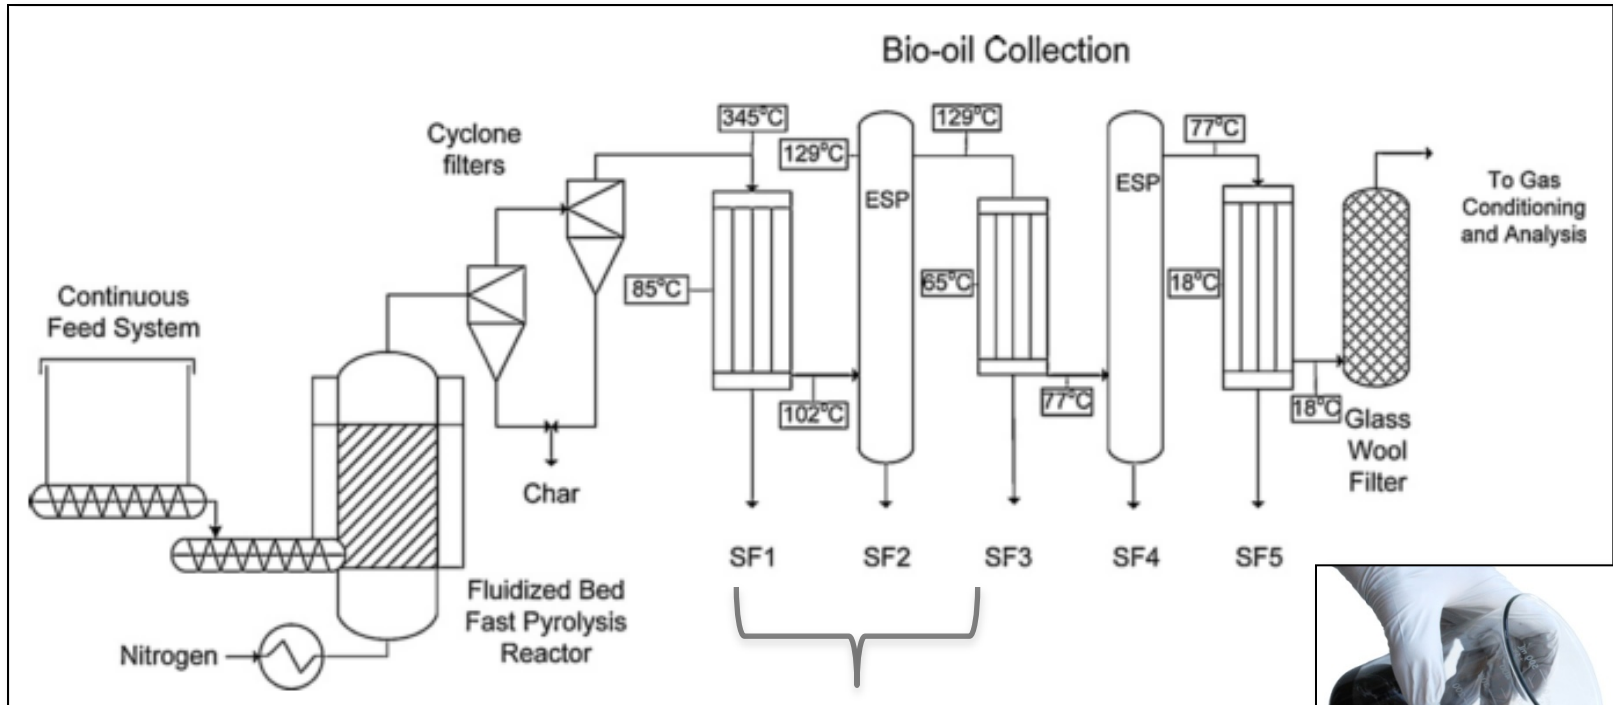 Bio-oil Collection
Cyclone
filters
345°C
129°C
129°C
77°C
ESP
ESP
To Gas
Conditioning
and Analysis
Continuous
Feed System
85°C
65°C
18°C
102°C
77°C
18°C
Glass
Wool
Filter
Char
SF1
SF2
SF3
SF4
SF5
Fluidized Bed
Fast Pyrolysis
Reactor
Nitrogen